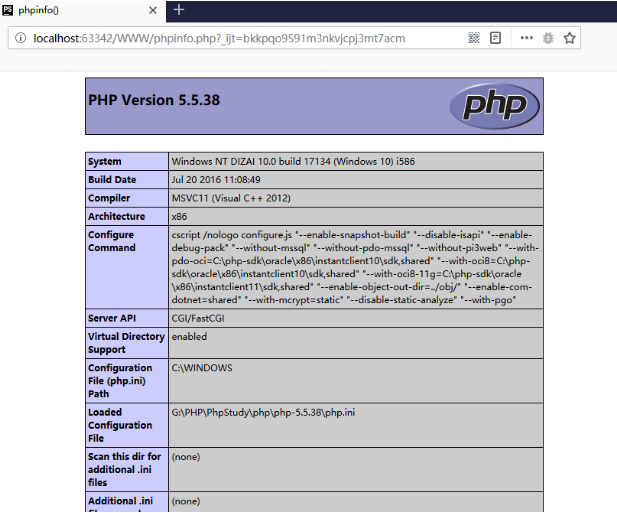 phpinfo()
localhost:63342/WWW/phpinfo.php?_ijt=bkkpqo9591m3nkvjcpj3mt7acm
PHP Version 5.5.38
php
System Windows NT DIZAI 10.0 build 17134 (Windows 10) i586
Build Date Jul 20 2016 11:08:49
Compiler MSVC11 (Visual C++ 2012)
Architecture x86
Configure Command
cscript /nologo configure.js "--enable-snapshot-build" "--disable-isapi" "--enable-
debug-pack" "--without-mssql" "--without-pdo-mssql" "--without-pi3web" "--with-
pdo-oci=C:\php-sdk\oracle\x86\instantclient10\sdk,shared" "--with-oci8=C:\php-
sdk\oracle\x86\instantclient10\sdk,shared" "--with-oci8-11g=C:\php-sdk\oracle
\x86\instantclient11\sdk,shared" "--enable-object-out-dir=../obj/" "--enable-com-
dotnet=shared" "--with-mcrypt=static" "--disable-static-analyze" "--with-pgo"
Server API CGI/FastCGI
Virtual Directory enabled
Support
Configuration C:\WINDOWS
File (php.ini)
Path
Loaded G:\PHP\PhpStudy\php\php-5.5.38\php.ini
Configuration
File
Scan this dir for (none)
additional .ini
files
Additional .ini (none)